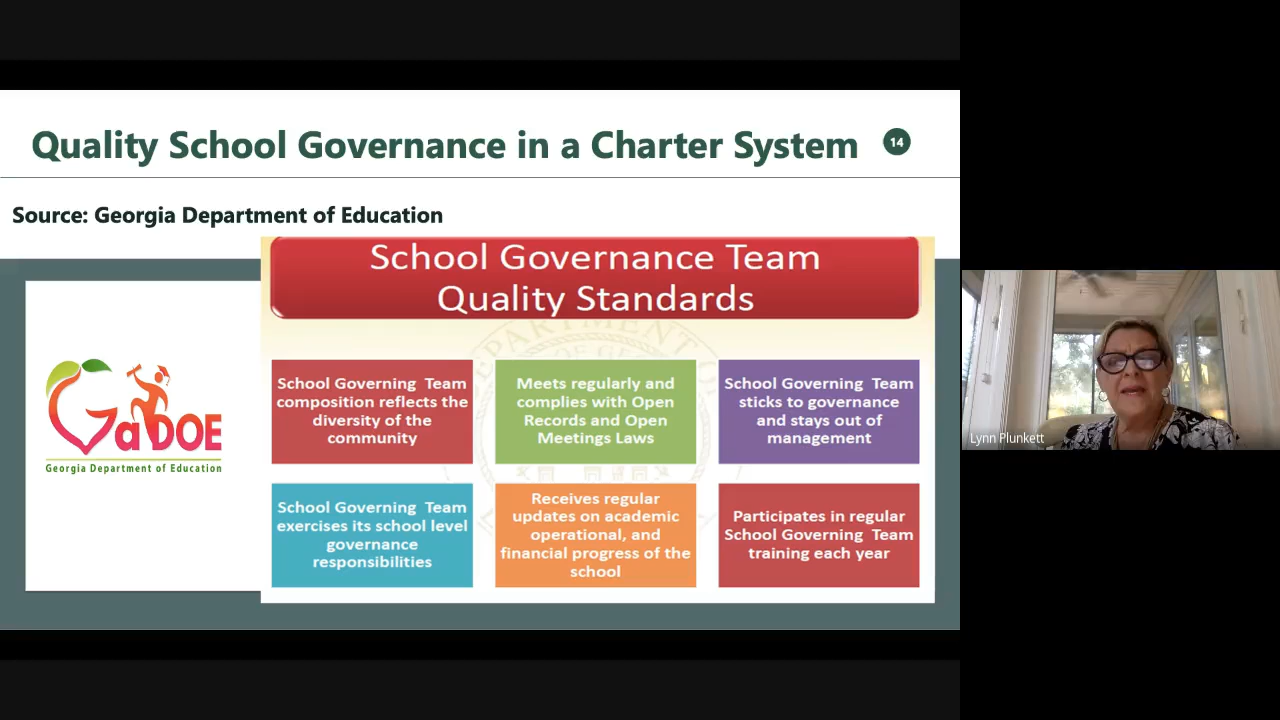 Quality School Governance in a Charter System
14
Source: Georgia Department of Education
School Governance Team
Quality Standards
GaDOE
Georgia Department of Education
School Governing Team
composition reflects the
diversity of the
community
Meets regularly and
complies with Open
Records and Open
Meetings Laws
School Governing Team
sticks to governance
and stays out of
management
School Governing Team
exercises its school level
governance
responsibilities
Receives regular
updates on academic
operational, and
financial progress of the
school
Participates in regular
School Governing Team
training each year
Lynn Plunkett